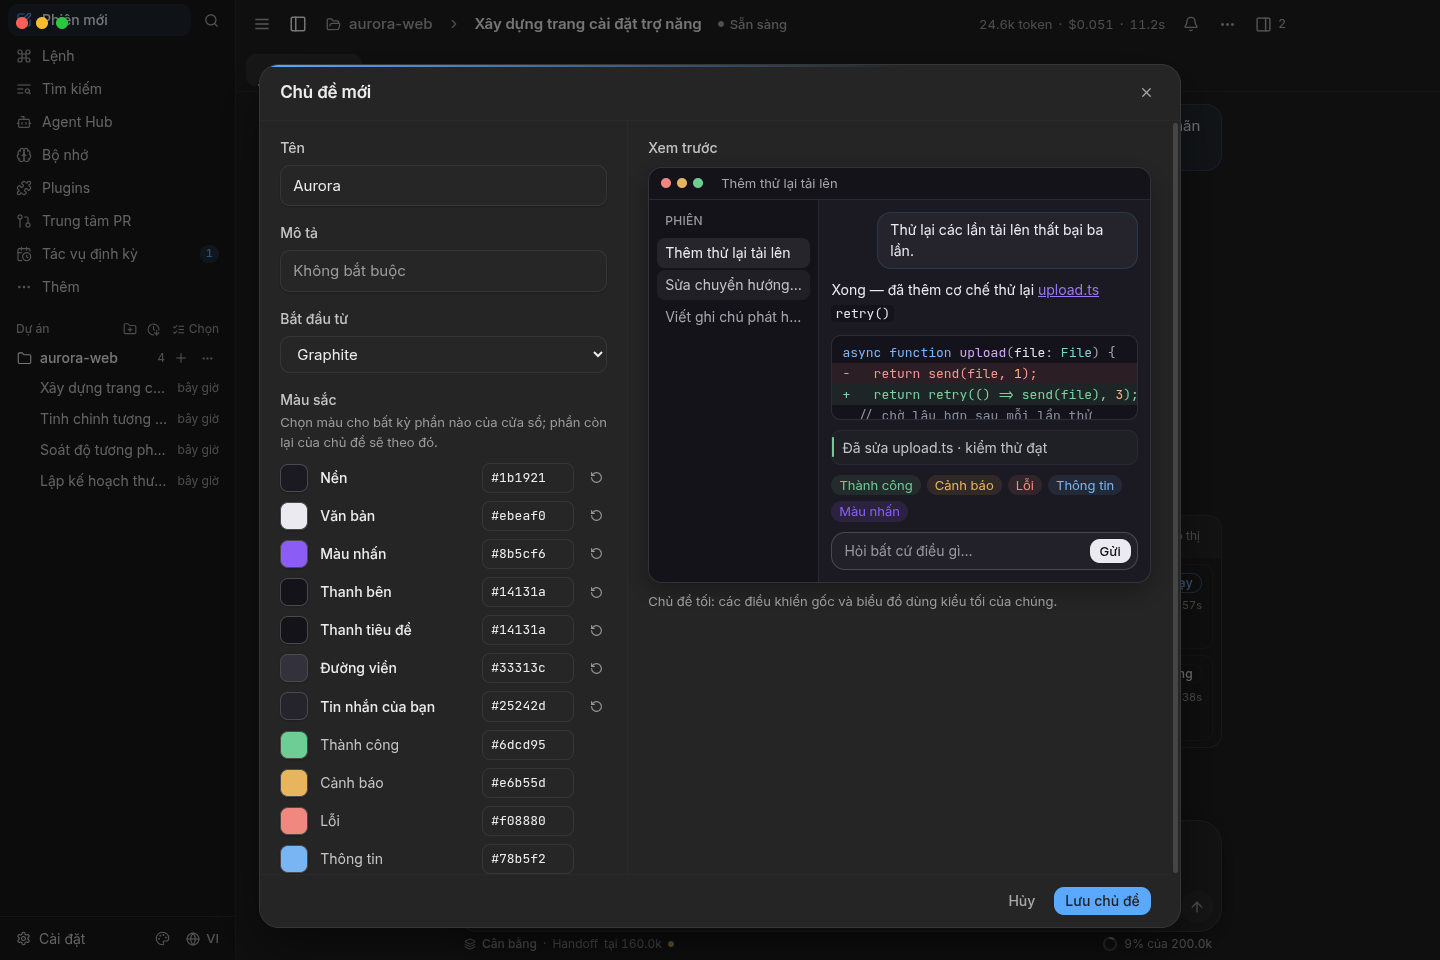 Phiên mới
Lệnh
Tìm kiếm
Agent Hub
Bộ nhớ
Plugins
Trung tâm PR
Tác vụ định kỳ
1
Thêm
Dự án
Chọn
aurora-web
4
Xây dựng trang c...
bây giờ
Tinh chỉnh tương ...
bây giờ
Soát độ tương ph...
bây giờ
Lập kế hoạch thư...
bây giờ
Cài đặt
VI
aurora-web
Xây dựng trang cài đặt trợ năng
Sẵn sàng
24.6k token · $0.051 · 11.2s
2
Chủ đề mới
Tên
Aurora
Mô tả
Không bắt buộc
Bắt đầu từ
Graphite
Màu sắc
Chọn màu cho bất kỳ phần nào của cửa sổ; phần còn
lại của chủ đề sẽ theo đó.
Nền
#1b1921
Văn bản
#ebeaf0
Màu nhấn
#8b5cf6
Thanh bên
#14131a
Thanh tiêu đề
#14131a
Đường viền
#33313c
Tin nhắn của bạn
#25242d
Thành công
#6dcd95
Cảnh báo
#e6b55d
Lỗi
#f08880
Thông tin
#78b5f2
Xem trước
Thêm thử lại tải lên
PHIÊN
Thêm thử lại tải lên
Sửa chuyển hướng...
Viết ghi chú phát h...
Thử lại các lần tải lên thất bại ba
lần.
Xong — đã thêm cơ chế thử lại upload.ts
retry()
async function upload(file: File) {
-   return send(file, 1);
+   return retry(() => send(file), 3);
// chờ lâu hơn sau mỗi lần thử
Đã sửa upload.ts · kiểm thử đạt
Thành công
Cảnh báo
Lỗi
Thông tin
Màu nhấn
Hỏi bất cứ điều gì...
Gửi
Chủ đề tối: các điều khiển gốc và biểu đồ dùng kiểu tối của chúng.
Hủy
Lưu chủ đề
57s
38s
Cân bằng · Handoff tại 160.0k
9% của 200.0k